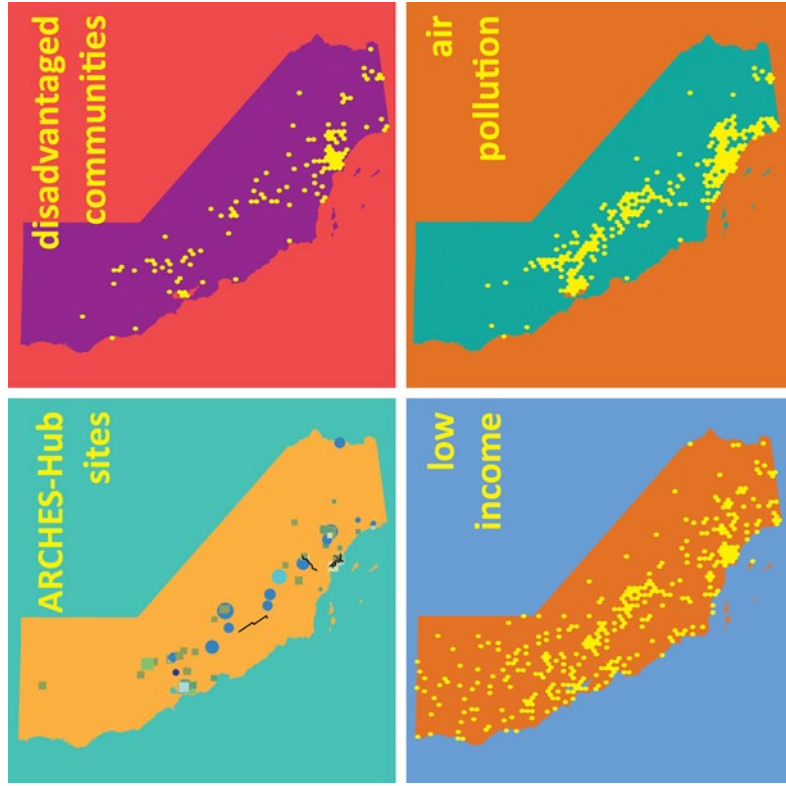 ARCHES-Hub
sites
disadvantaged
communities
low
income
air
pollution